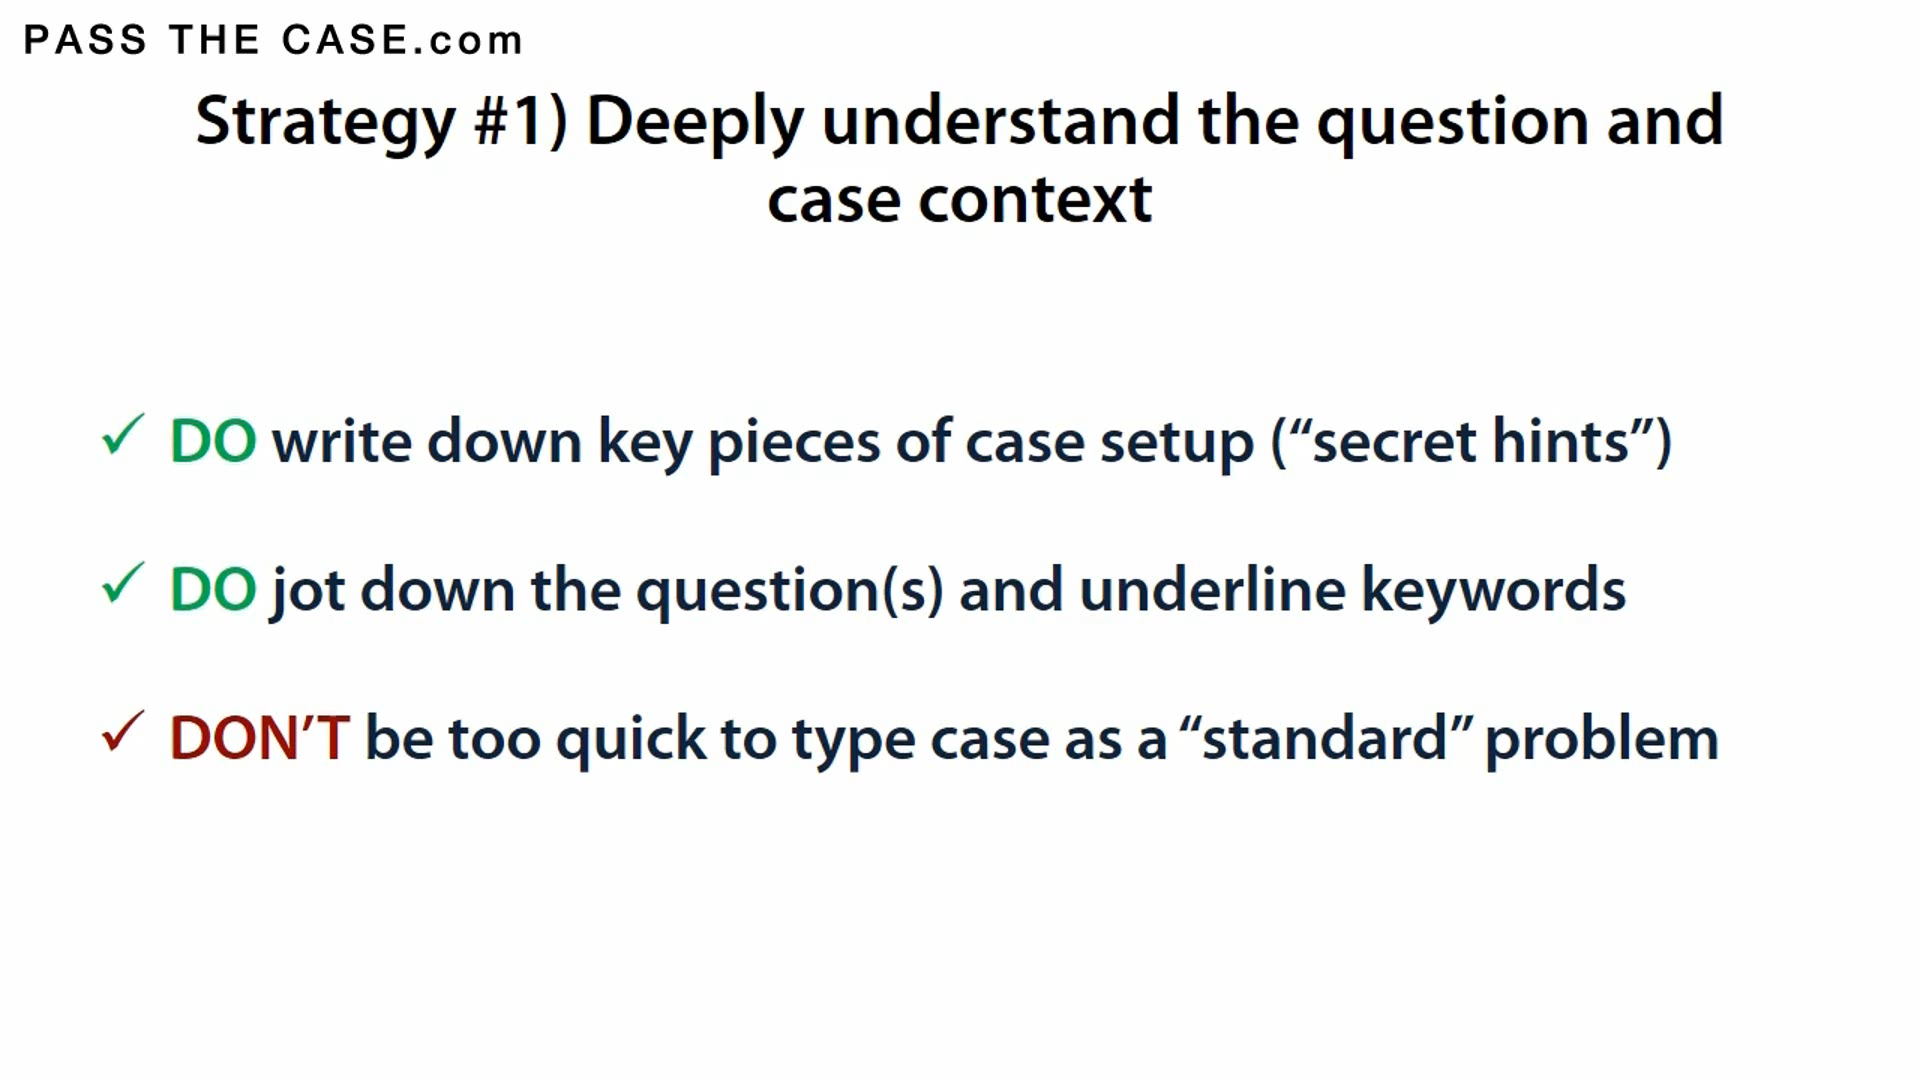 PASS THE CASE.com
Strategy #1) Deeply understand the question and
case context
✓ DO write down key pieces of case setup (“secret hints”)
✓ DO jot down the question(s) and underline keywords
✓ DON’T be too quick to type case as a “standard” problem